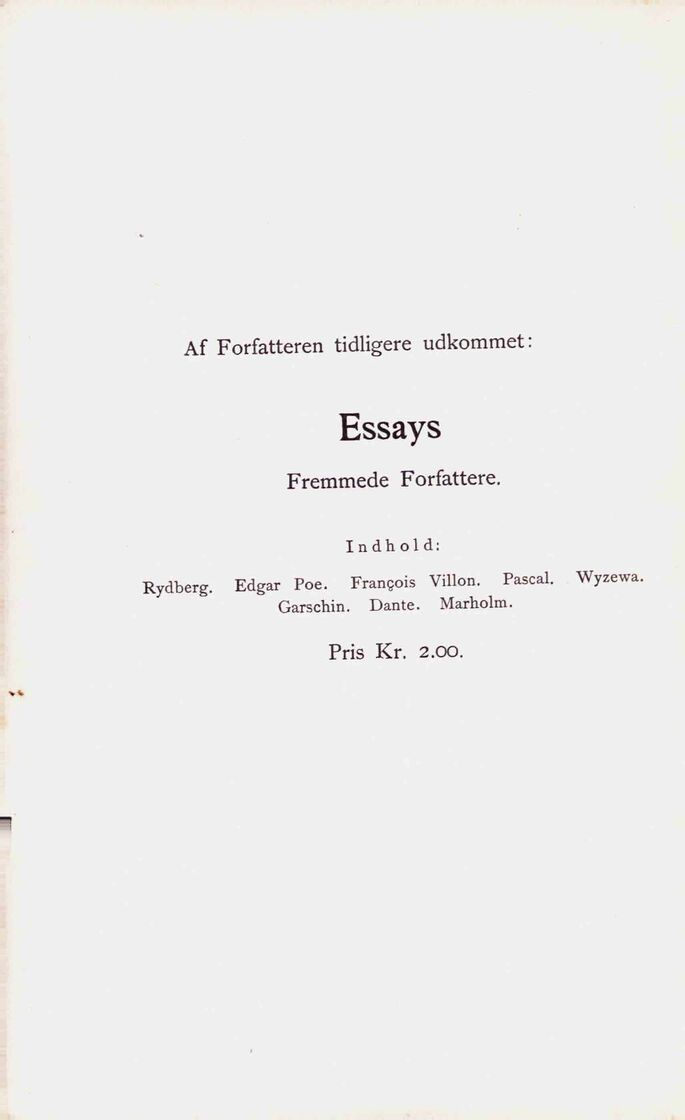 Af Forfatteren tidligere udkommet:
Essays
Fremmede Forfattere.
Indhold:
Rydberg. Edgar Poe. François Villon. Pascal. Wyzewa.
Garschin. Dante. Marholm.
Pris Kr. 2.00.